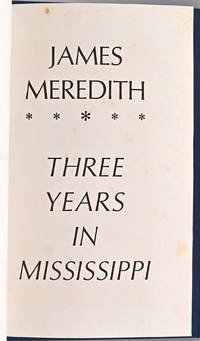 JAMES
MEREDITH
* * * * *
THREE
YEARS
IN
MISSISSIPPI